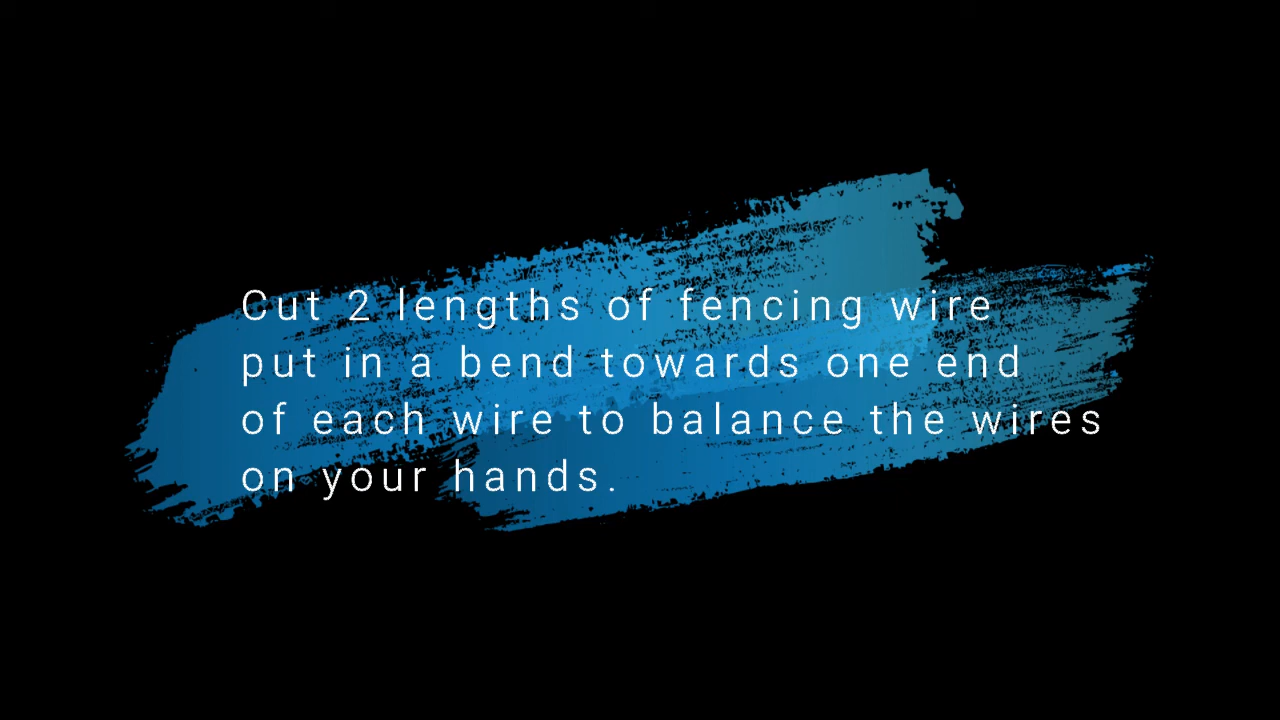 Cut 2 lengths of fencing wire
put in a bend towards one end
of each wire to balance the wires
on your hands.